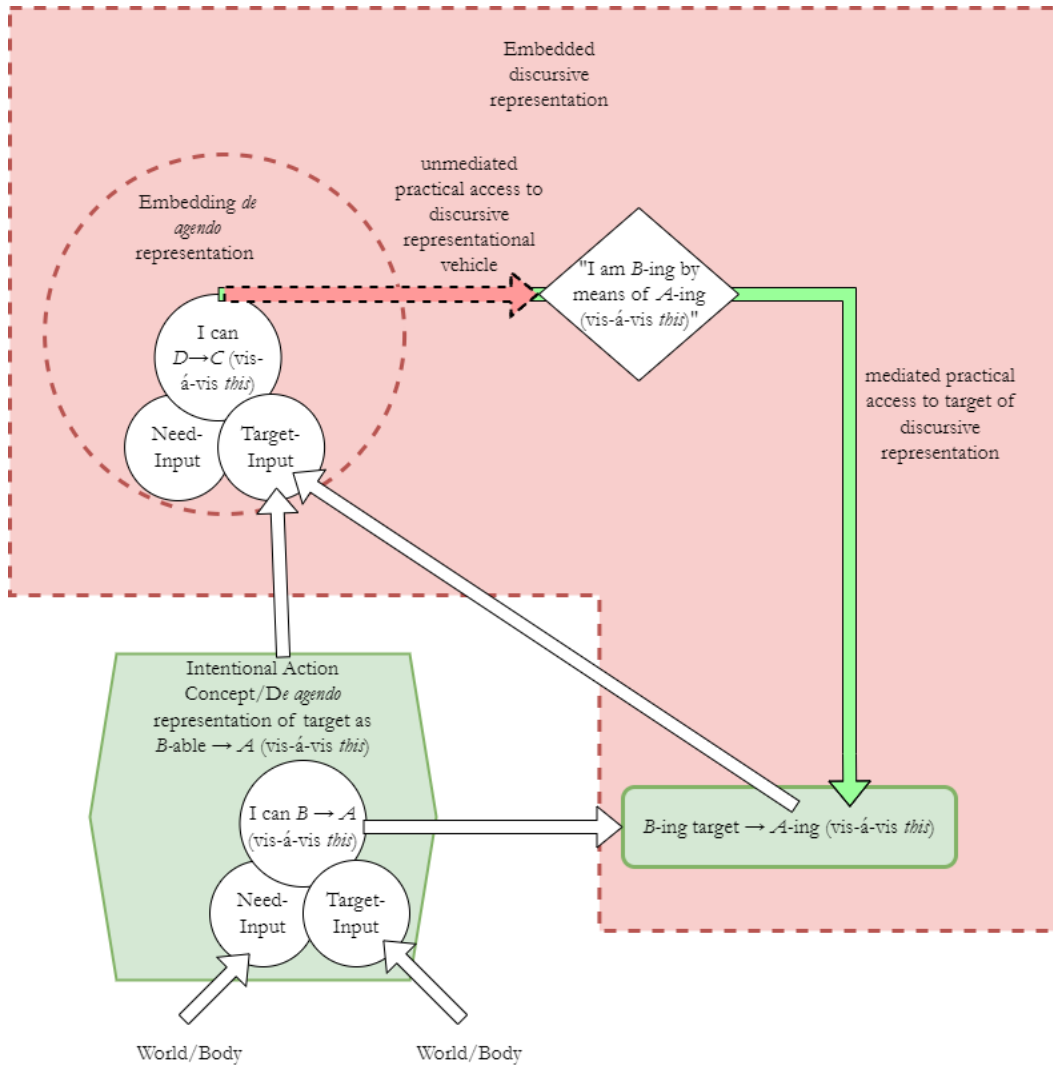 Embedded
discursive
representation
unmediated
practical access to
discursive
representational
vehicle
Embedding de
agendo
representation
"I am B-ing by
means of A-ing
(vis-á-vis this)"
I can
D→C (vis-
á-vis this)
Need-
Input
Target-
Input
mediated practical
access to target of
discursive
representation
Intentional Action
Concept/De agendo
representation of target as
B-able → A (vis-á-vis this)
I can B → A
(vis-á-vis this)
Need-
Input
Target-
Input
B-ing target → A-ing (vis-á-vis this)
World/Body
World/Body